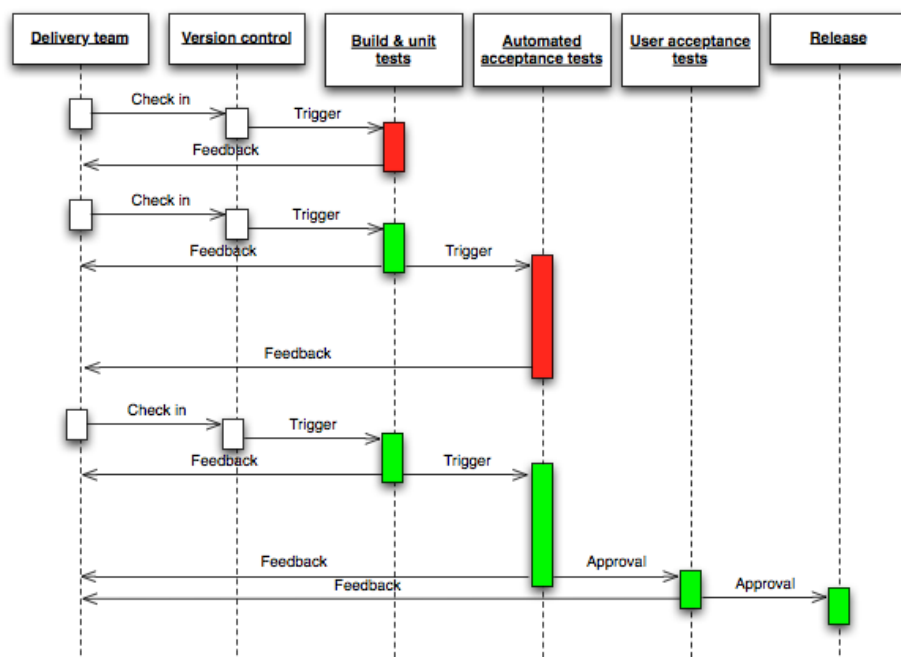 Delivery team
Version control
Build & unit
tests
Automated
acceptance tests
User acceptance
tests
Release
Check in
Trigger
Feedback
Check in
Trigger
Feedback
Trigger
Feedback
Check in
Trigger
Feedback
Trigger
Feedback
Approval
Feedback
Approval